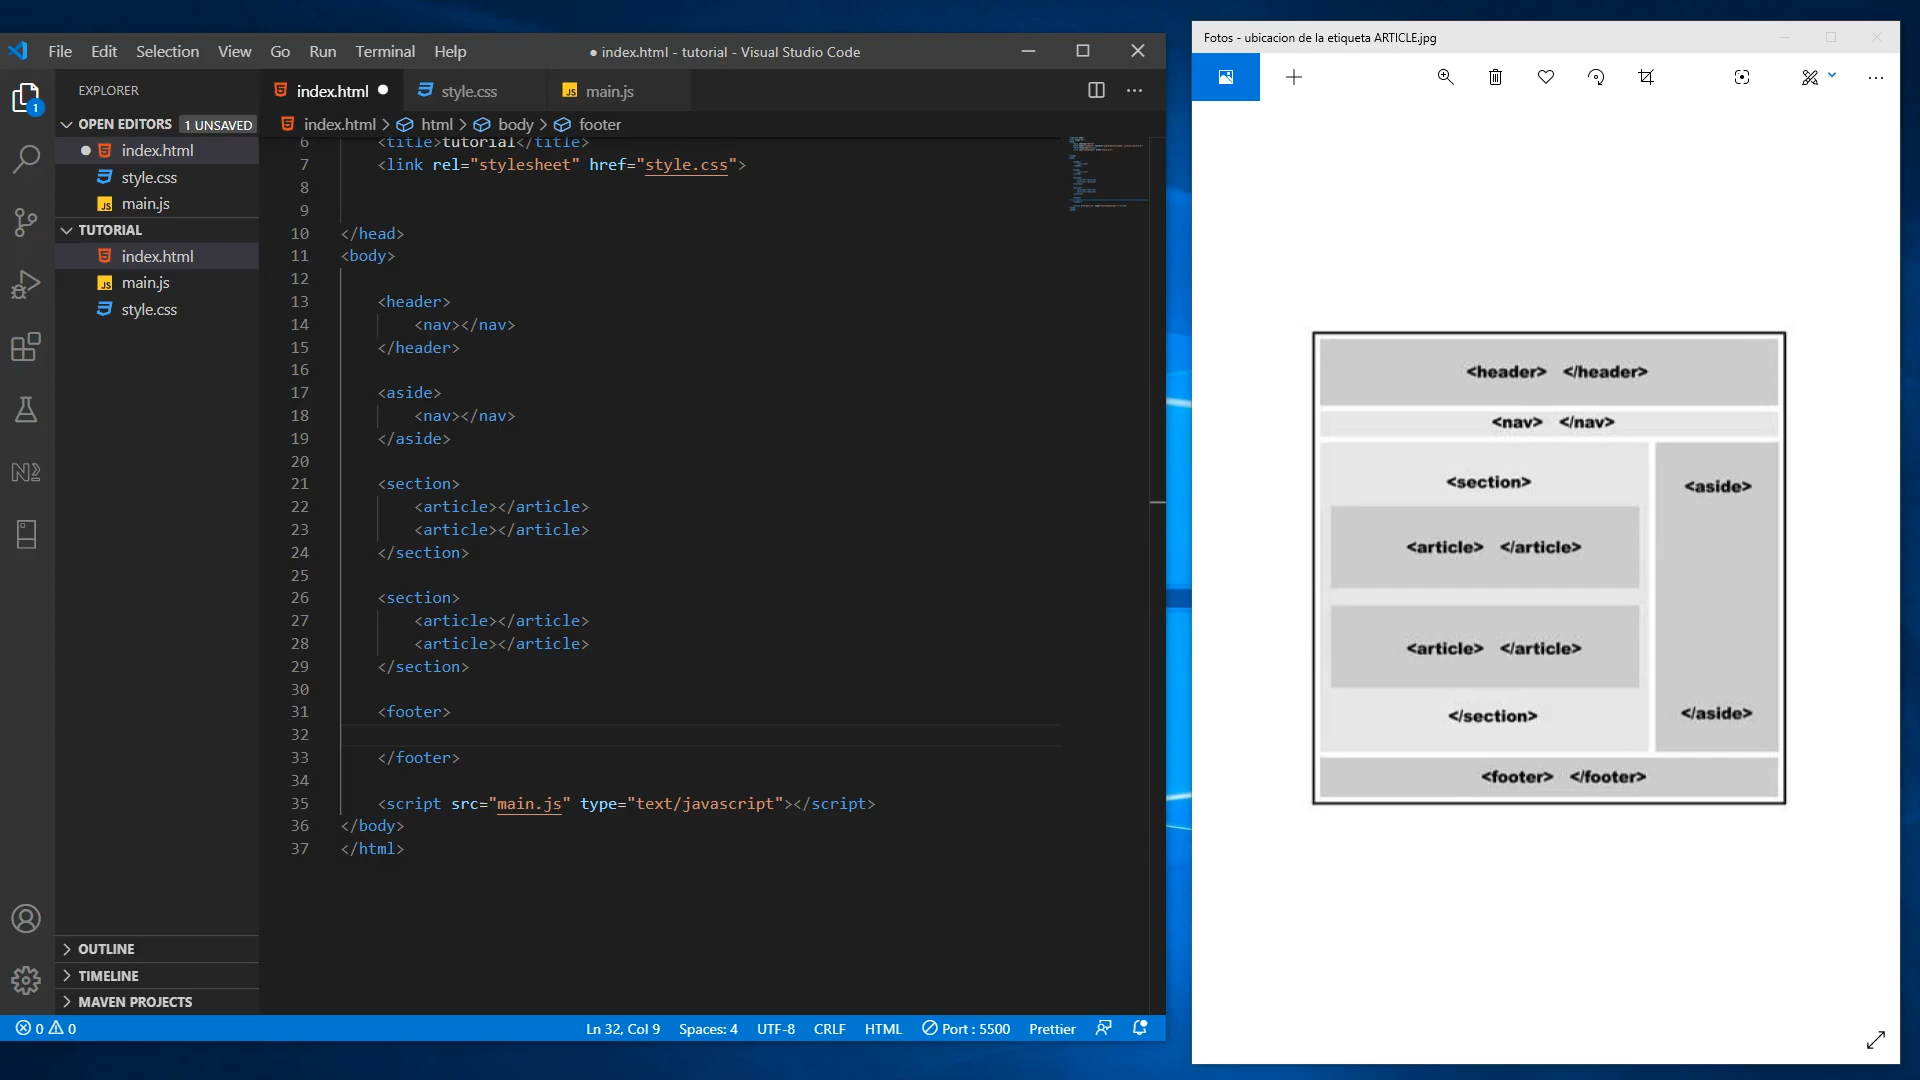 File Edit Selection View Go Run Terminal Help
● index.html - tutorial - Visual Studio Code
EXPLORER
1
OPEN EDITORS 1 UNSAVED
index.html
style.css
JS main.js
TUTORIAL
index.html
JS main.js
style.css
OUTLINE
TIMELINE
MAVEN PROJECTS
index.html style.css JS main.js
index.html > html > body > footer
6 <title>tutorial</title>
7 <link rel="stylesheet" href="style.css">
8
9
10 </head>
11 <body>
12
13 <header>
14 <nav></nav>
15 </header>
16
17 <aside>
18 <nav></nav>
19 </aside>
20
21 <section>
22 <article></article>
23 <article></article>
24 </section>
25
26 <section>
27 <article></article>
28 <article></article>
29 </section>
30
31 <footer>
32
33 </footer>
34
35 <script src="main.js" type="text/javascript"></script>
36 </body>
37 </html>
0 0 Ln 32, Col 9 Spaces: 4 UTF-8 CRLF HTML Port : 5500 Prettier
Fotos - ubicacion de la etiqueta ARTICLE.jpg
<header> </header>
<nav> </nav>
<section>
<article> </article>
<article> </article>
</section>
<aside>
</aside>
<footer> </footer>